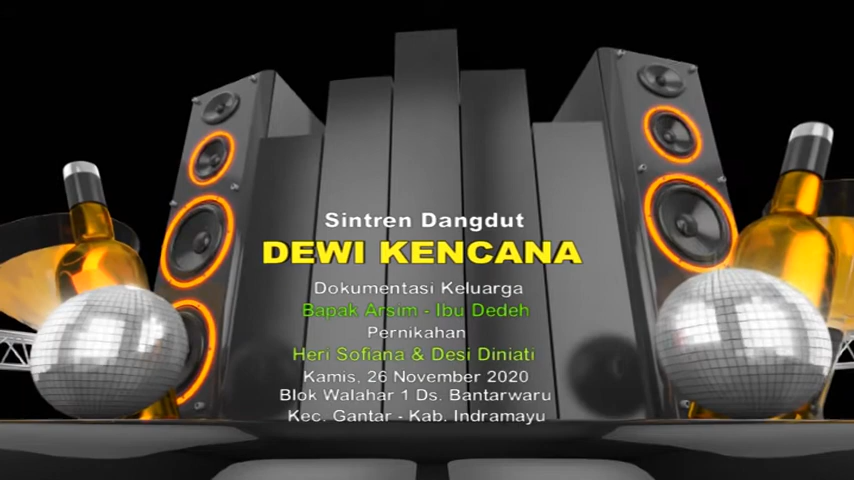 Sintren Dangdut
DEWI KENCANA
Dokumentasi Keluarga
Bapak Arsim - Ibu Dedeh
Pernikahan
Heri Sofiana & Desi Diniati
Kamis, 26 November 2020
Blok Walahar 1 Ds. Bantarwaru
Kec. Gantar - Kab. Indramayu